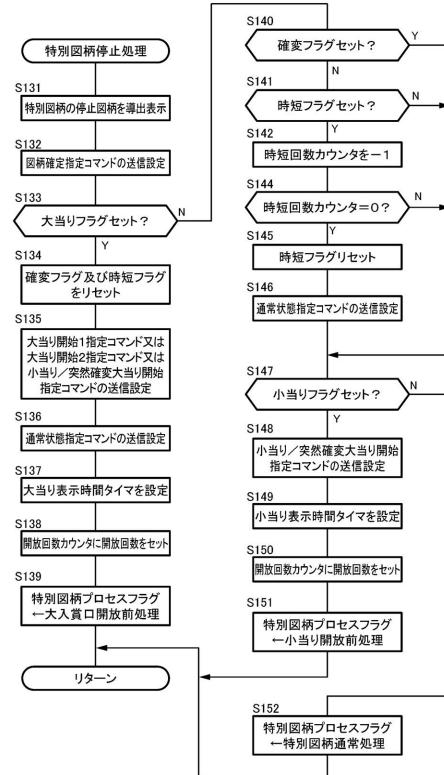 特別図柄停止処理
S131
特別図柄の停止図柄を導出表示
S132
図柄確定指定コマンドの送信設定
S133
大当りフラグセット?
N
Y
S134
確変フラグ及び時短フラグ
をリセット
S135
大当り開始1指定コマンド又は
大当り開始2指定コマンド又は
小当り/突然確変大当り開始
指定コマンドの送信設定
S136
通常状態指定コマンドの送信設定
S137
大当り表示時間タイマを設定
S138
開放回数カウンタに開放回数をセット
S139
特別図柄プロセスフラグ
←大入賞口開放前処理
リターン
S140
確変フラグセット?
Y
N
S141
時短フラグセット?
N
Y
S142
時短回数カウンタを-1
S144
時短回数カウンタ=0?
N
Y
S145
時短フラグリセット
S146
通常状態指定コマンドの送信設定
S147
小当りフラグセット?
N
Y
S148
小当り/突然確変大当り開始
指定コマンドの送信設定
S149
小当り表示時間タイマを設定
S150
開放回数カウンタに開放回数をセット
S151
特別図柄プロセスフラグ
←小当り開放前処理
S152
特別図柄プロセスフラグ
←特別図柄通常処理